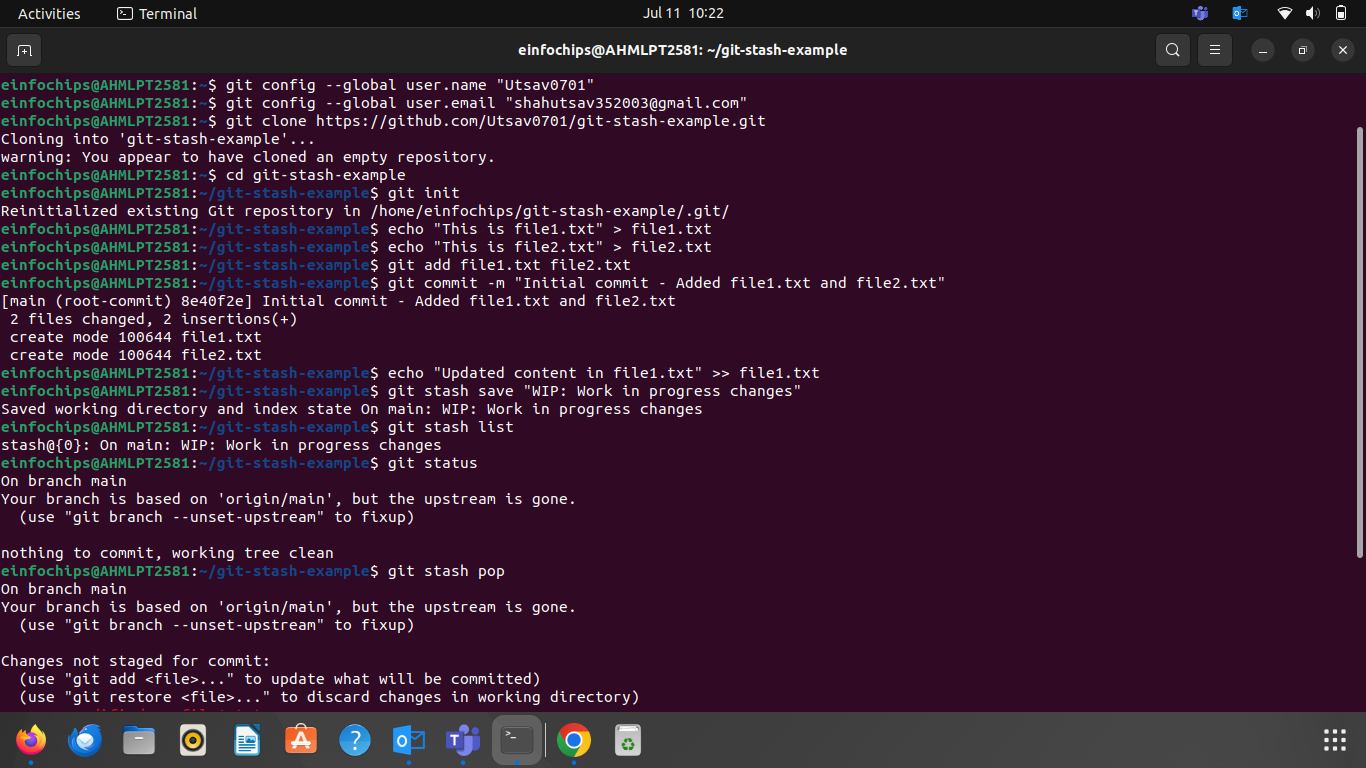 Activities
Terminal
Jul 11 10:22
einfochips@AHMLPT2581: ~/git-stash-example
einfochips@AHMLPT2581:~$ git config --global user.name "Utsav0701"
einfochips@AHMLPT2581:~$ git config --global user.email "shahutsav352003@gmail.com"
einfochips@AHMLPT2581:~$ git clone https://github.com/Utsav0701/git-stash-example.git
Cloning into 'git-stash-example'...
warning: You appear to have cloned an empty repository.
einfochips@AHMLPT2581:~$ cd git-stash-example
einfochips@AHMLPT2581:~/git-stash-example$ git init
Reinitialized existing Git repository in /home/einfochips/git-stash-example/.git/
einfochips@AHMLPT2581:~/git-stash-example$ echo "This is file1.txt" > file1.txt
einfochips@AHMLPT2581:~/git-stash-example$ echo "This is file2.txt" > file2.txt
einfochips@AHMLPT2581:~/git-stash-example$ git add file1.txt file2.txt
einfochips@AHMLPT2581:~/git-stash-example$ git commit -m "Initial commit - Added file1.txt and file2.txt"
[main (root-commit) 8e40f2e] Initial commit - Added file1.txt and file2.txt
 2 files changed, 2 insertions(+)
 create mode 100644 file1.txt
 create mode 100644 file2.txt
einfochips@AHMLPT2581:~/git-stash-example$ echo "Updated content in file1.txt" >> file1.txt
einfochips@AHMLPT2581:~/git-stash-example$ git stash save "WIP: Work in progress changes"
Saved working directory and index state On main: WIP: Work in progress changes
einfochips@AHMLPT2581:~/git-stash-example$ git stash list
stash@{0}: On main: WIP: Work in progress changes
einfochips@AHMLPT2581:~/git-stash-example$ git status
On branch main
Your branch is based on 'origin/main', but the upstream is gone.
  (use "git branch --unset-upstream" to fixup)
nothing to commit, working tree clean
einfochips@AHMLPT2581:~/git-stash-example$ git stash pop
On branch main
Your branch is based on 'origin/main', but the upstream is gone.
  (use "git branch --unset-upstream" to fixup)
Changes not staged for commit:
  (use "git add <file>..." to update what will be committed)
  (use "git restore <file>..." to discard changes in working directory)